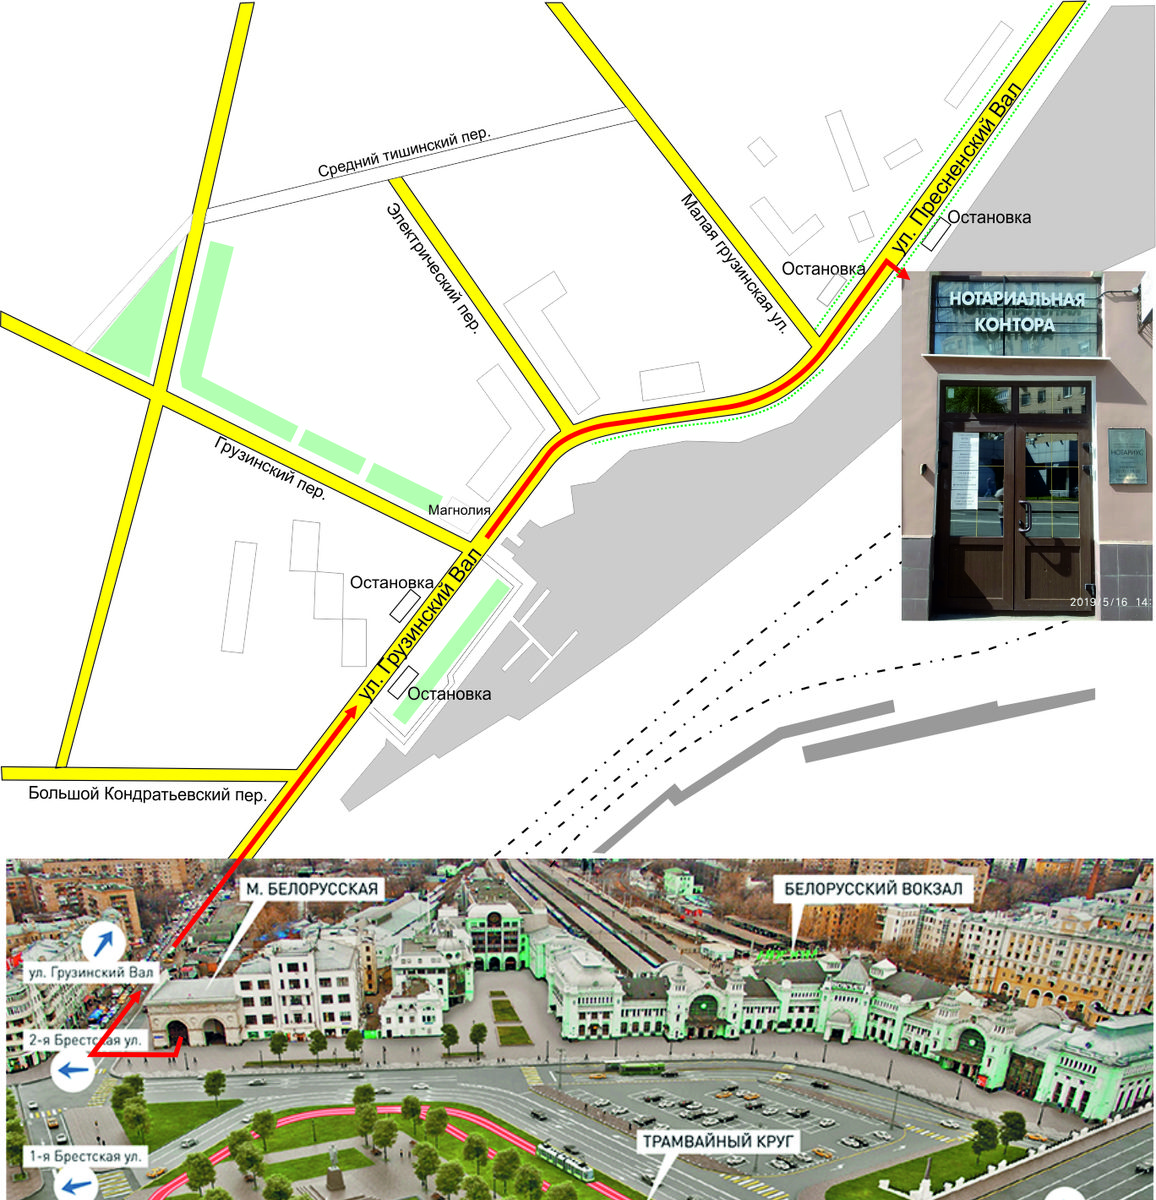 Средний тишинский пер.
ул. Пресненский Вал
Малая грузинская ул.
Остановка
Электрический пер.
Остановка
НОТАРИАЛЬНАЯ
КОНТОРА
Грузинский пер.
НОТАРИУС
Магнолия
Остановка
ул. Грузинский Вал
2019/5/16 14:
Остановка
Большой Кондратьевский пер.
М. БЕЛОРУССКАЯ
БЕЛОРУССКИЙ ВОКЗАЛ
ул. Грузинский Вал
2-я Брестская ул.
ТРАМВАЙНЫЙ КРУГ
1-я Брестская ул.